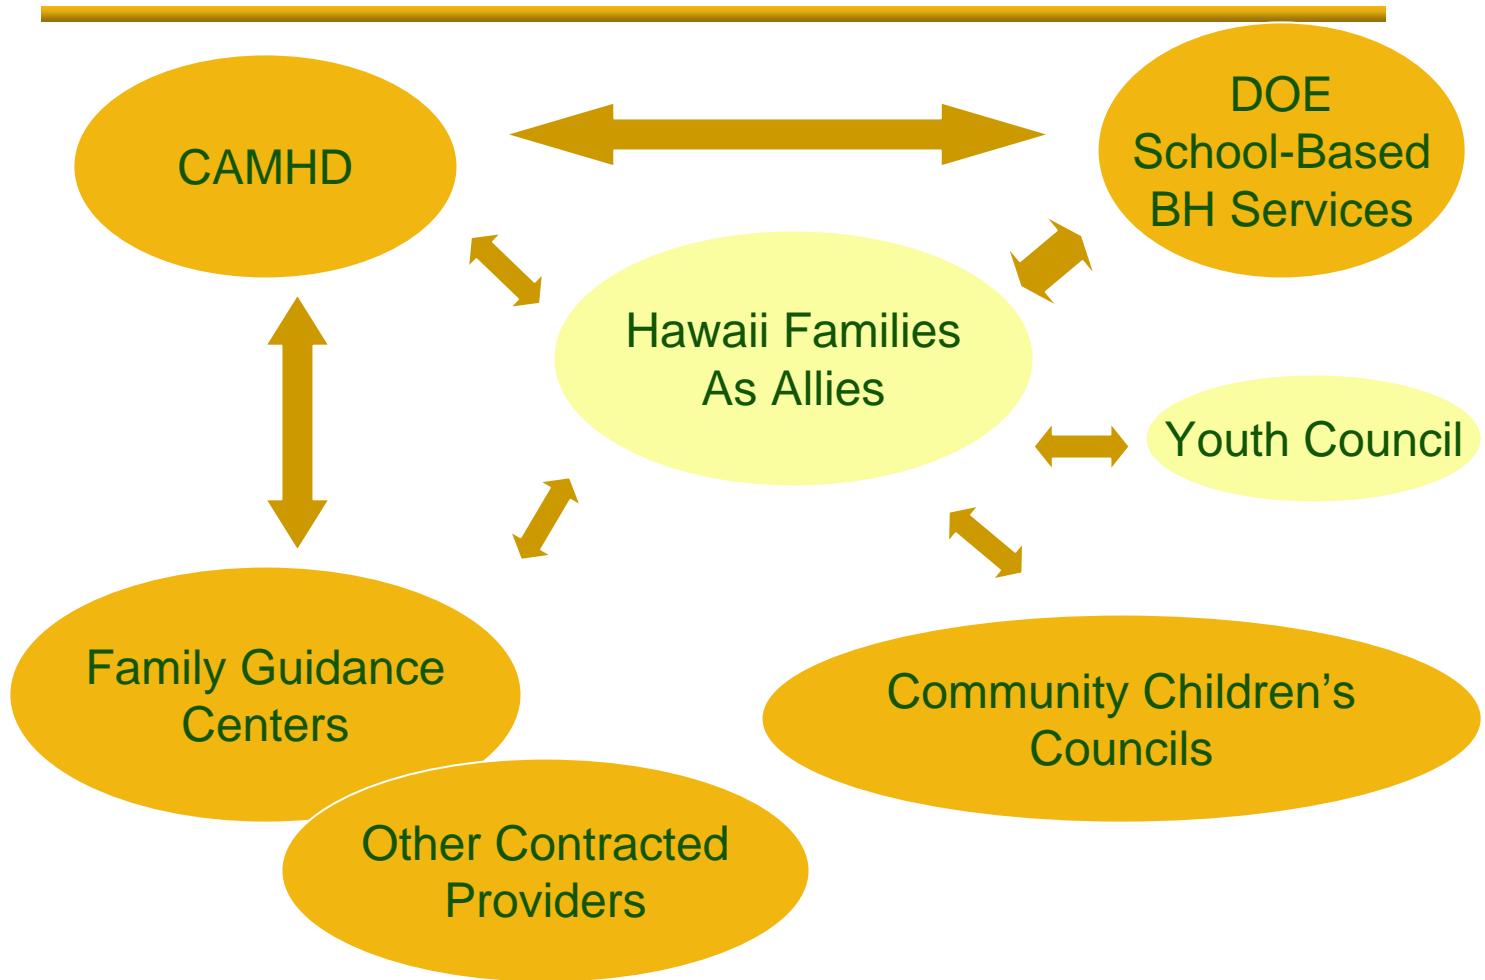 CAMHD
DOE
School-Based
BH Services
Hawaii Families
As Allies
Youth Council
Family Guidance
Centers
Community Children’s
Councils
Other Contracted
Providers